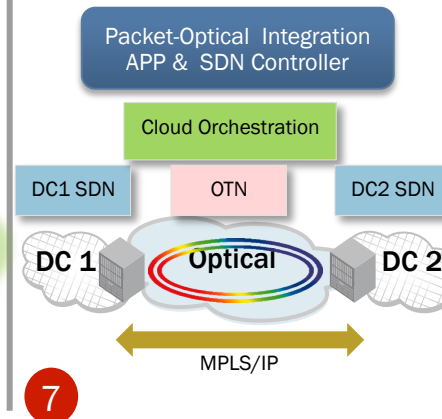 Packet-Optical Integration
APP & SDN Controller
Cloud Orchestration
DC1 SDN
OTN
DC2 SDN
DC 1
Optical
DC 2
MPLS/IP
7